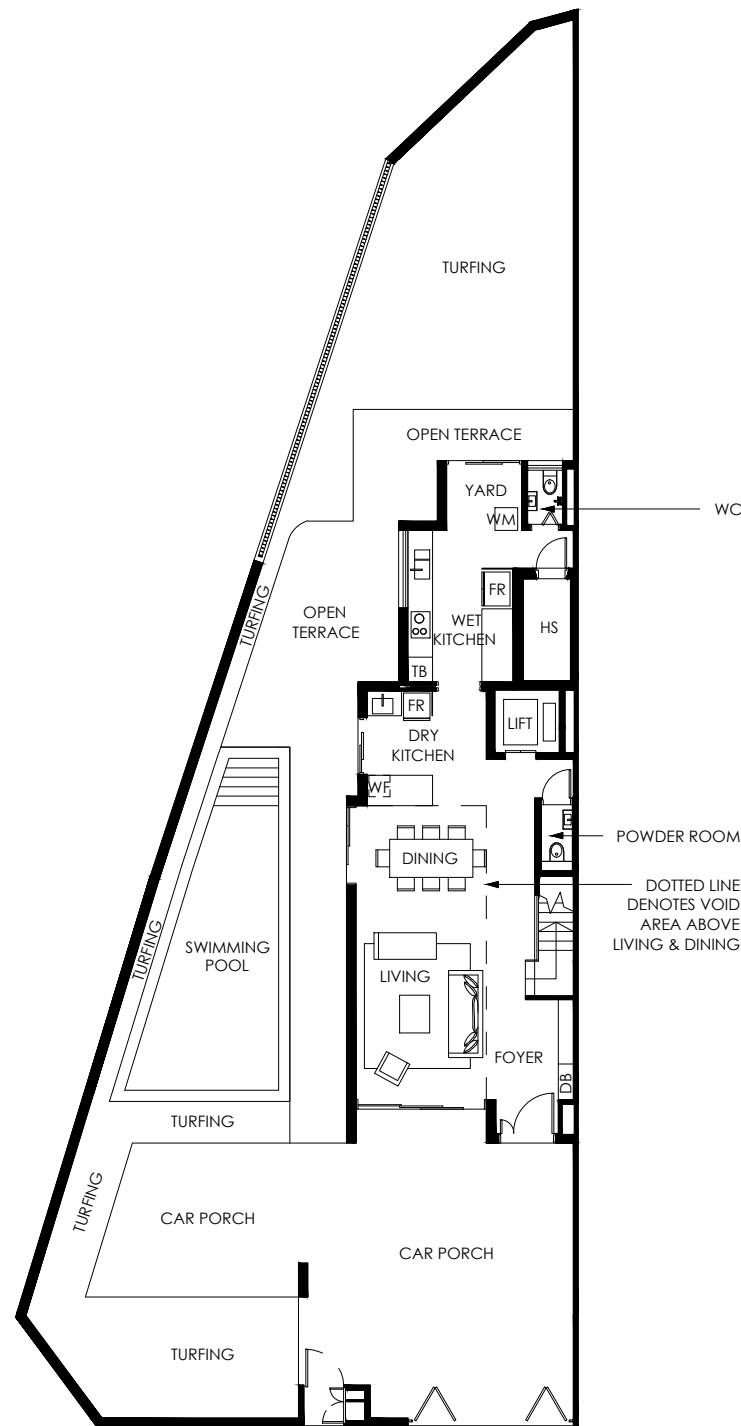 TURFING
OPEN TERRACE
YARD
WC
WM
FR
OPEN
TERRACE
TURFING
WET
KITCHEN
HS
TB
FR
LIFT
DRY
KITCHEN
WF
POWDER ROOM
DINING
DOTTED LINE
DENOTES VOID
AREA ABOVE
LIVING & DINING
TURFING
SWIMMING
POOL
LIVING
FOYER
DB
TURFING
TURFING
CAR PORCH
CAR PORCH
TURFING